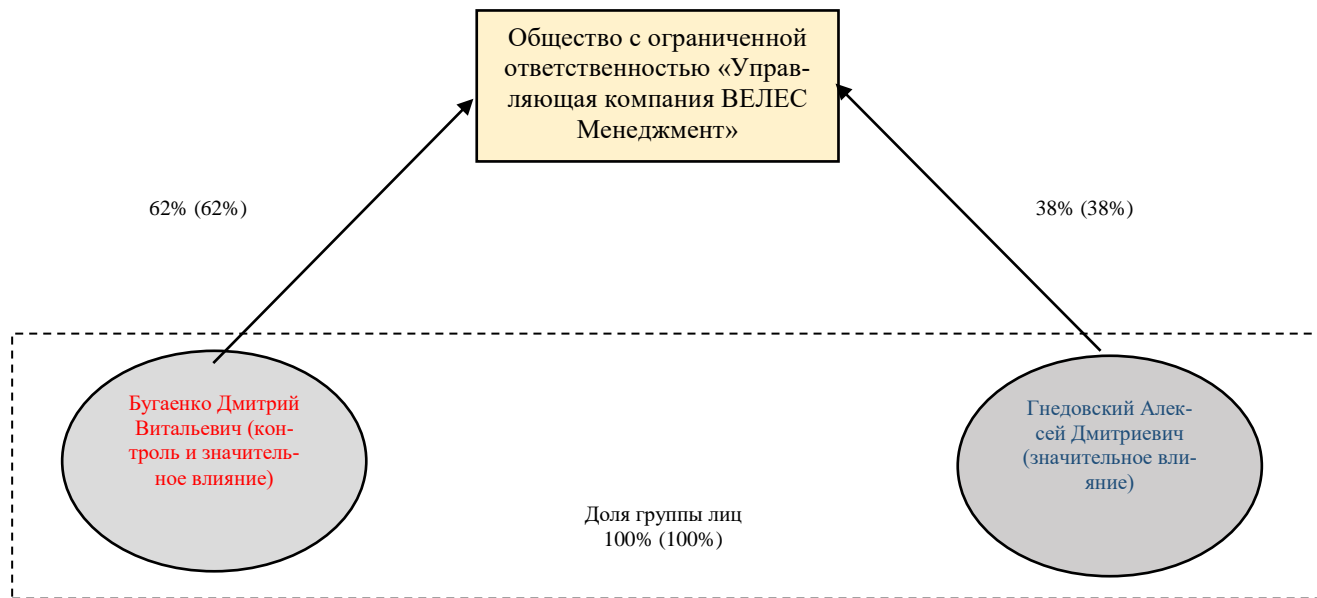 Общество с ограниченной
ответственностью «Управ-
ляющая компания ВЕЛЕС
Менеджмент»
62% (62%)
38% (38%)
Бугаенко Дмитрий
Витальевич (кон-
троль и значитель-
ное влияние)
Гнедовский Алек-
сей Дмитриевич
(значительное вли-
яние)
Доля группы лиц
100% (100%)